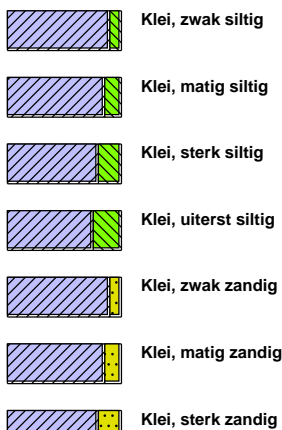 Klei, zwak siltig
Klei, matig siltig
Klei, sterk siltig
Klei, uiterst siltig
Klei, zwak zandig
Klei, matig zandig
Klei, sterk zandig